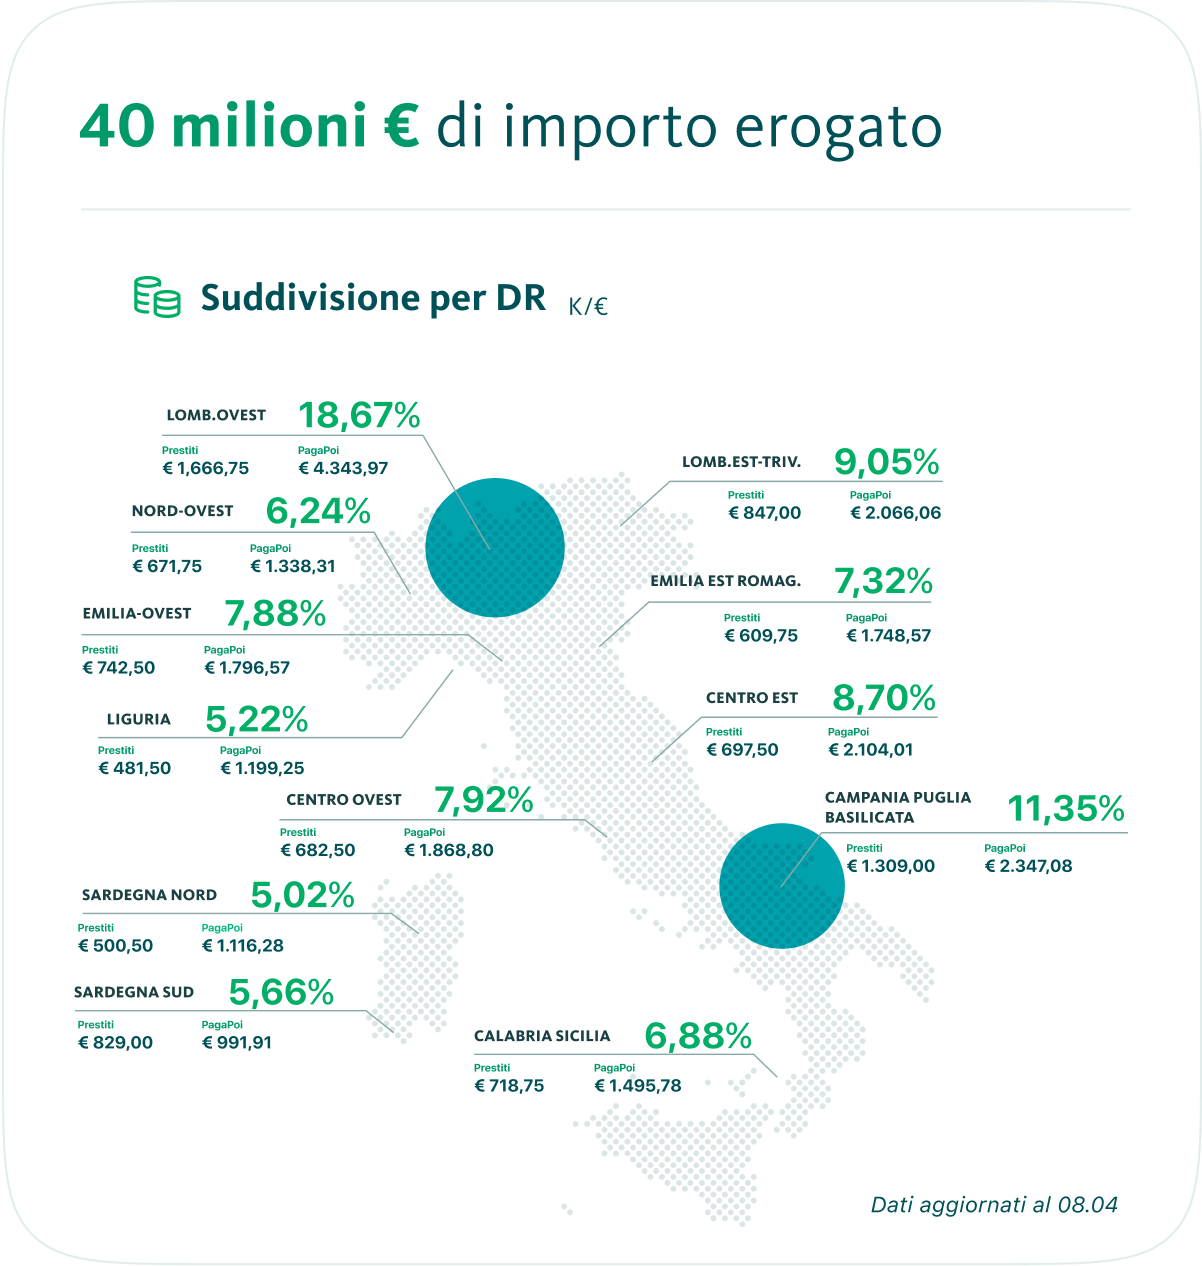 40 milioni € di importo erogato
Suddivisione per DR K/€
LOMB.OVEST 18,67%
Prestiti PagaPoi
€ 1,666,75 € 4.343,97
NORD-OVEST 6,24%
Prestiti PagaPoi
€ 671,75 € 1.338,31
EMILIA-OVEST 7,88%
Prestiti PagaPoi
€ 742,50 € 1.796,57
LIGURIA 5,22%
Prestiti PagaPoi
€ 481,50 € 1.199,25
CENTRO OVEST 7,92%
Prestiti PagaPoi
€ 682,50 € 1.868,80
SARDEGNA NORD 5,02%
Prestiti PagaPoi
€ 500,50 € 1.116,28
SARDEGNA SUD 5,66%
Prestiti PagaPoi
€ 829,00 € 991,91
LOMB.EST-TRIV. 9,05%
Prestiti PagaPoi
€ 847,00 € 2.066,06
EMILIA EST ROMAG. 7,32%
Prestiti PagaPoi
€ 609,75 € 1.748,57
CENTRO EST 8,70%
Prestiti PagaPoi
€ 697,50 € 2.104,01
CAMPANIA PUGLIA
BASILICATA 11,35%
Prestiti PagaPoi
€ 1.309,00 € 2.347,08
CALABRIA SICILIA 6,88%
Prestiti PagaPoi
€ 718,75 € 1.495,78
Dati aggiornati al 08.04